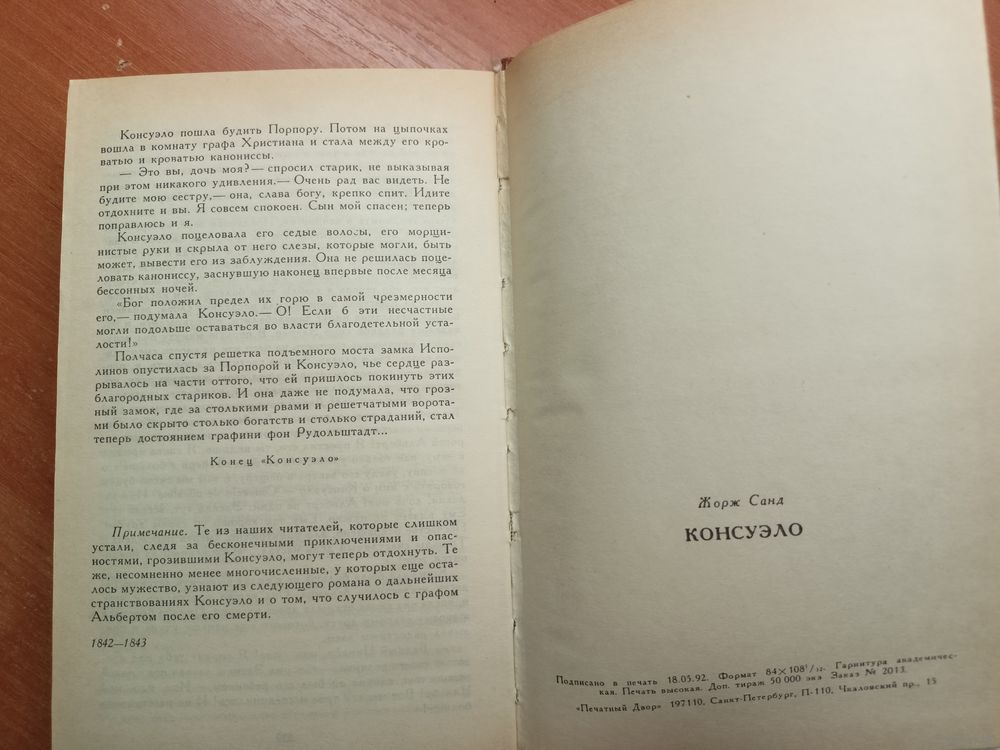 Консуэло пошла будить Порпору. Потом на цыпочках
вошла в комнату графа Христиана и стала между его кро-
ватью и кроватью канониссы.
— Это вы, дочь моя? — спросил старик, не выказывая
при этом никакого удивления.— Очень рад вас видеть. Не
будите мою сестру,— она, слава богу, крепко спит. Идите
отдохните и вы. Я совсем спокоен. Сын мой спасен; теперь
поправлюсь и я.
Консуэло поцеловала его седые волосы, его морщи-
нистые руки и скрыла от него слезы, которые могли, быть
может, вывести его из заблуждения. Она не решилась поце-
ловать канониссу, заснувшую наконец впервые после месяца
бессонных ночей.
«Бог положил предел их горю в самой чрезмерности
его,— подумала Консуэло.— О! Если б эти несчастные
могли подольше оставаться во власти благодетельной уста-
лости!»
Полчаса спустя решетка подъемного моста замка Испо-
линов опустилась за Порпорой и Консуэло, чье сердце раз-
рывалось на части оттого, что ей пришлось покинуть этих
благородных стариков. И она даже не подумала, что гроз-
ный замок, где за столькими рвами и решетчатыми ворота-
ми было скрыто столько богатств и столько страданий, стал
теперь достоянием графини фон Рудольштадт...
Конец «Консуэло»
Примечание. Те из наших читателей, которые слишком
устали, следя за бесконечными приключениями и опас-
ностями, грозившими Консуэло, могут теперь отдохнуть. Те
же, несомненно менее многочисленные, у которых еще оста-
лось мужество, узнают из следующего романа о дальнейших
странствованиях Консуэло и о том, что случилось с графом
Альбертом после его смерти.
1842—1843
Жорж Санд
КОНСУЭЛО
Подписано в печать 18.05.92. Формат 84×108¹/₃₂. Гарнитура академичес-
кая. Печать высокая. Доп. тираж 50 000 экз Заказ № 2013.
«Печатный Двор» 197110, Санкт-Петербург, П-110, Чкаловский пр., 15